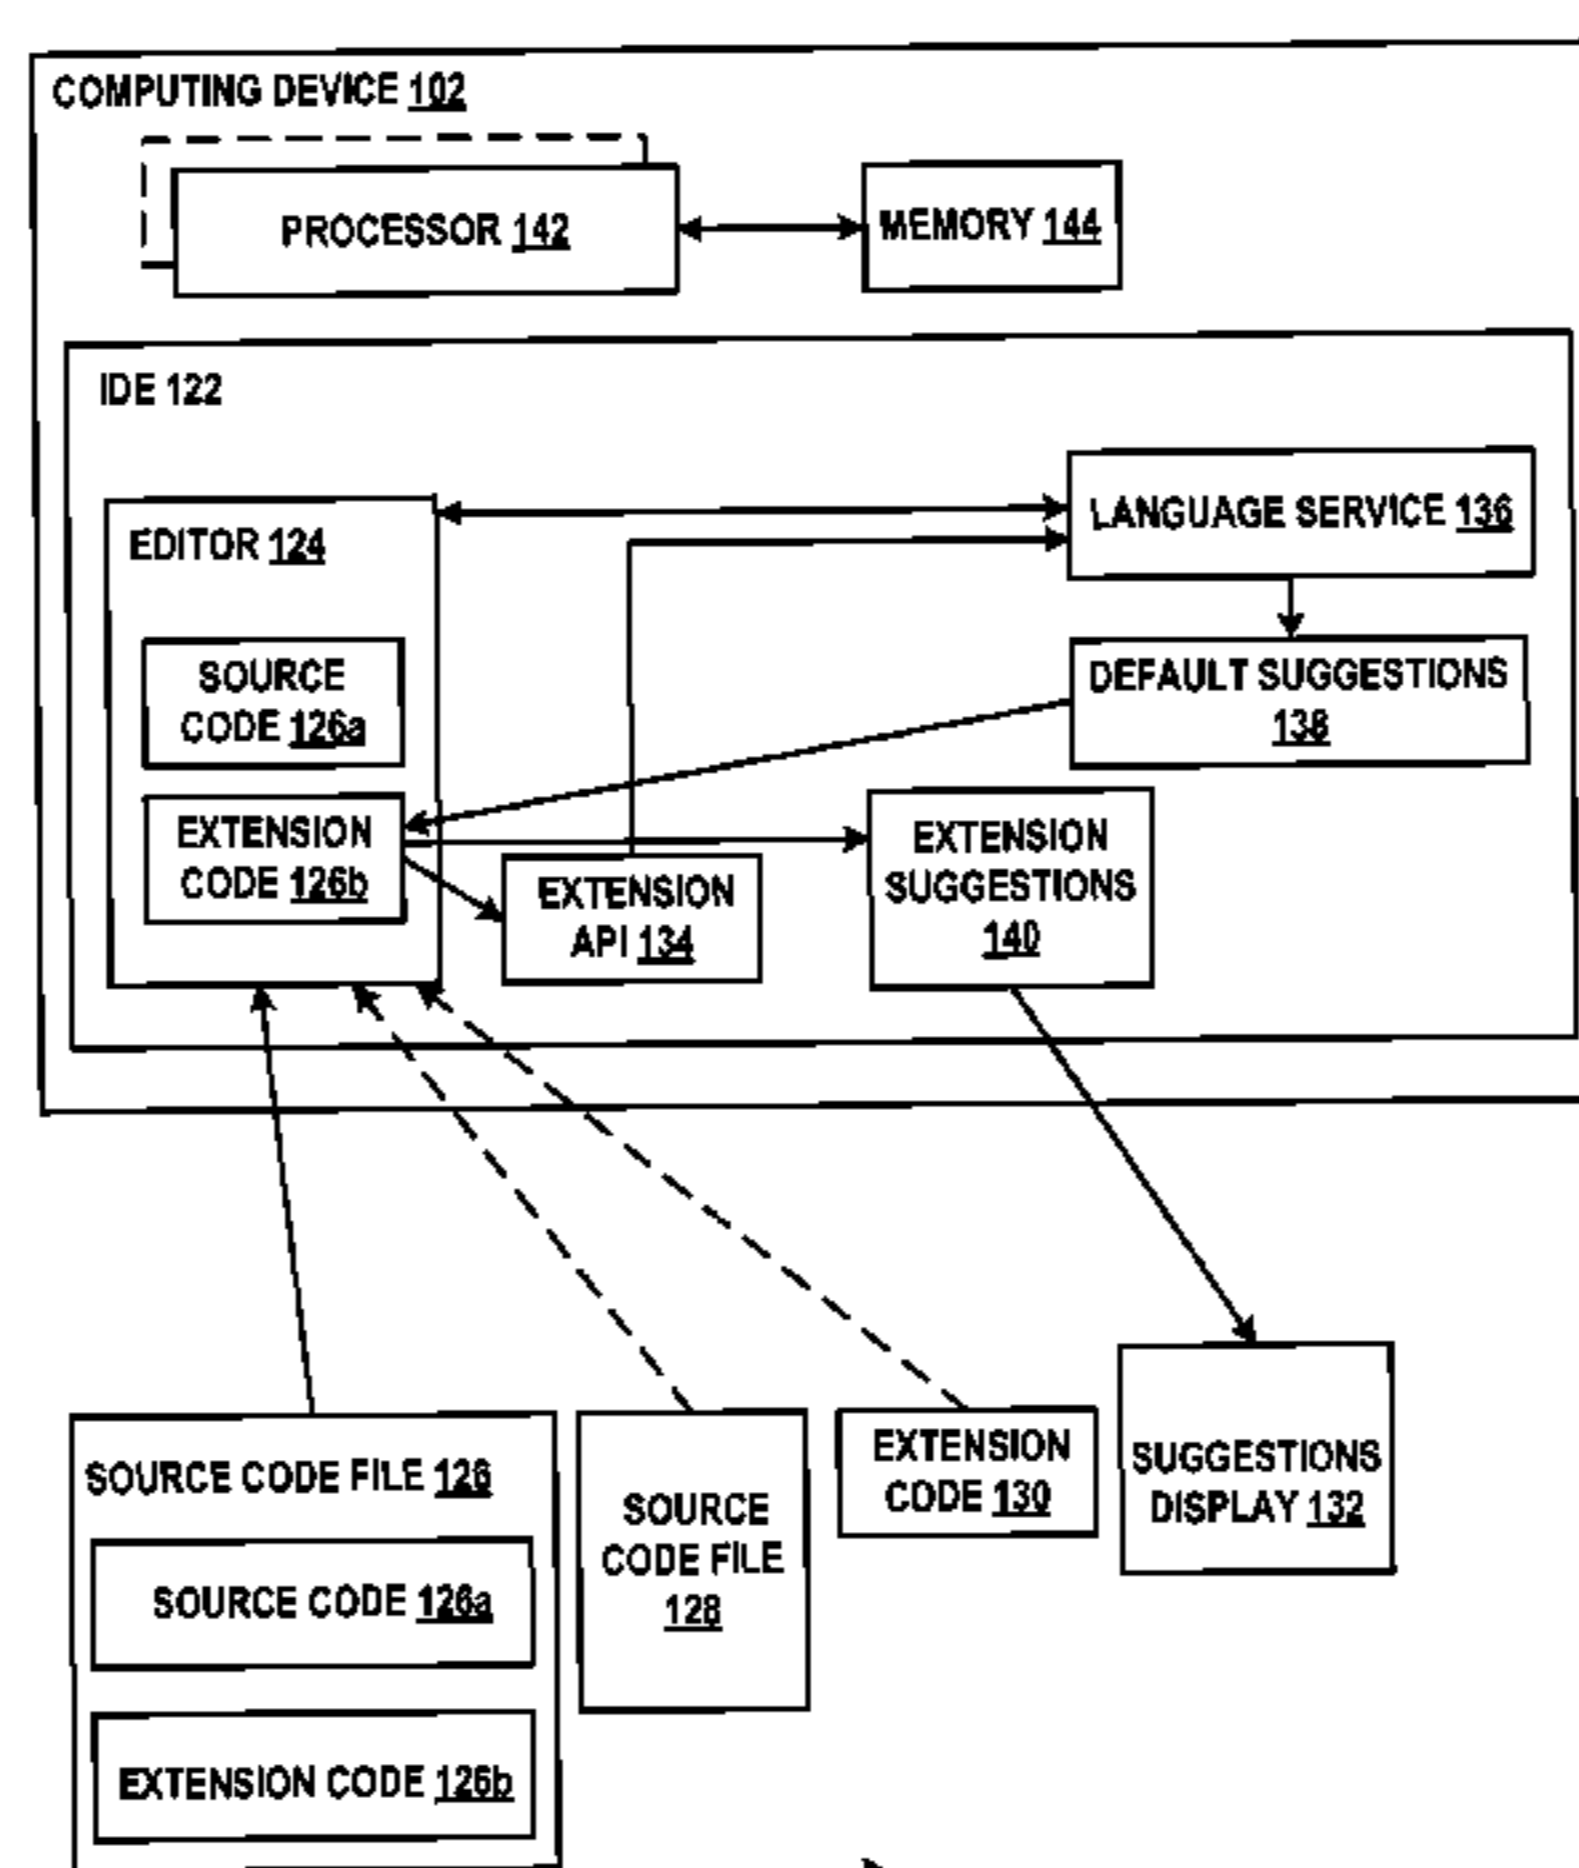 COMPUTING DEVICE 102
PROCESSOR 142
MEMORY 144
IDE 122
LANGUAGE SERVICE 136
EDITOR 124
SOURCE
CODE 126a
DEFAULT SUGGESTIONS
138
EXTENSION
CODE 126b
EXTENSION
API 134
EXTENSION
SUGGESTIONS
140
SOURCE CODE FILE 126
SOURCE CODE 126a
EXTENSION CODE 126b
SOURCE
CODE FILE
128
EXTENSION
CODE 130
SUGGESTIONS
DISPLAY 132